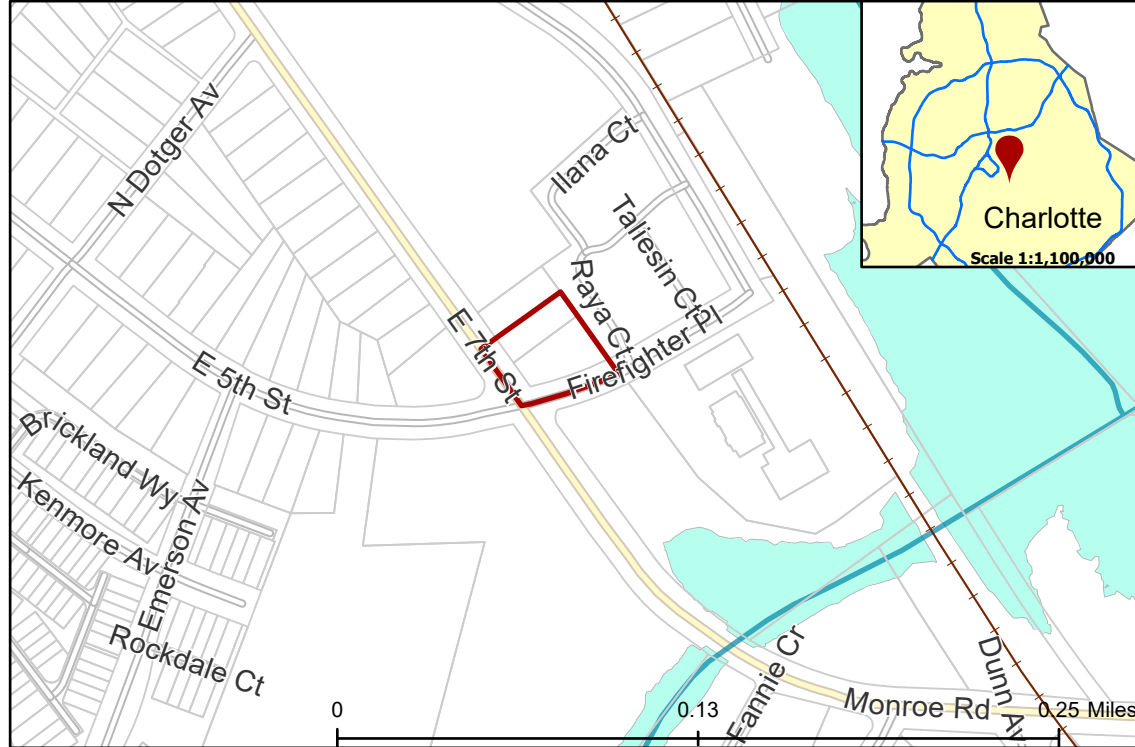 N Dotger Av
Ilana Ct
Taliesin Ct
Raya Ct
Firefighter Pl
E 7th St
E 5th St
Brickland Wy
Kenmore Av
Emerson Av
Rockdale Ct
Fannie Cr
Monroe Rd
Dunn Av
0
0.13
0.25 Miles
Charlotte
Scale 1:1,100,000